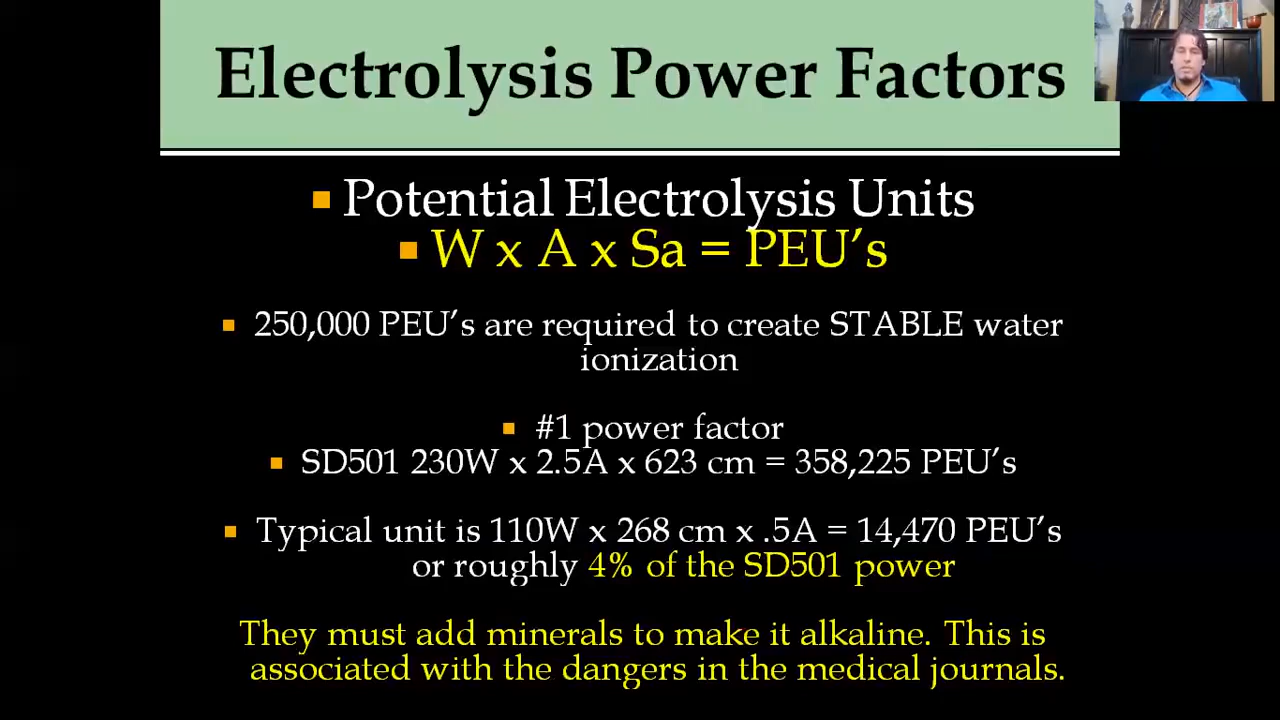 Electrolysis Power Factors
Potential Electrolysis Units
W x A x Sa = PEU's
250,000 PEU's are required to create STABLE water
ionization
#1 power factor
SD501 230W x 2.5A x 623 cm = 358,225 PEU's
Typical unit is 110W x 268 cm x .5A = 14,470 PEU's
or roughly 4% of the SD501 power
They must add minerals to make it alkaline. This is
associated with the dangers in the medical journals.